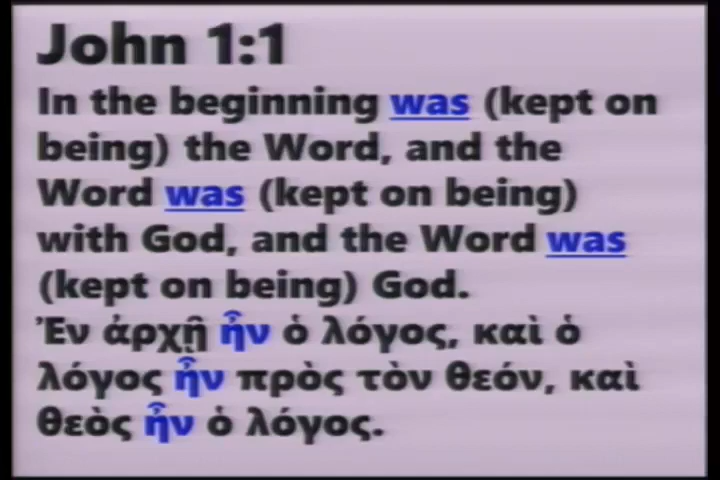 John 1:1
In the beginning was (kept on
being) the Word, and the
Word was (kept on being)
with God, and the Word was
(kept on being) God.
Ἐν ἀρχῇ ἦν ὁ λόγος, καὶ ὁ
λόγος ἦν πρὸς τὸν θεόν, καὶ
θεὸς ἦν ὁ λόγος.